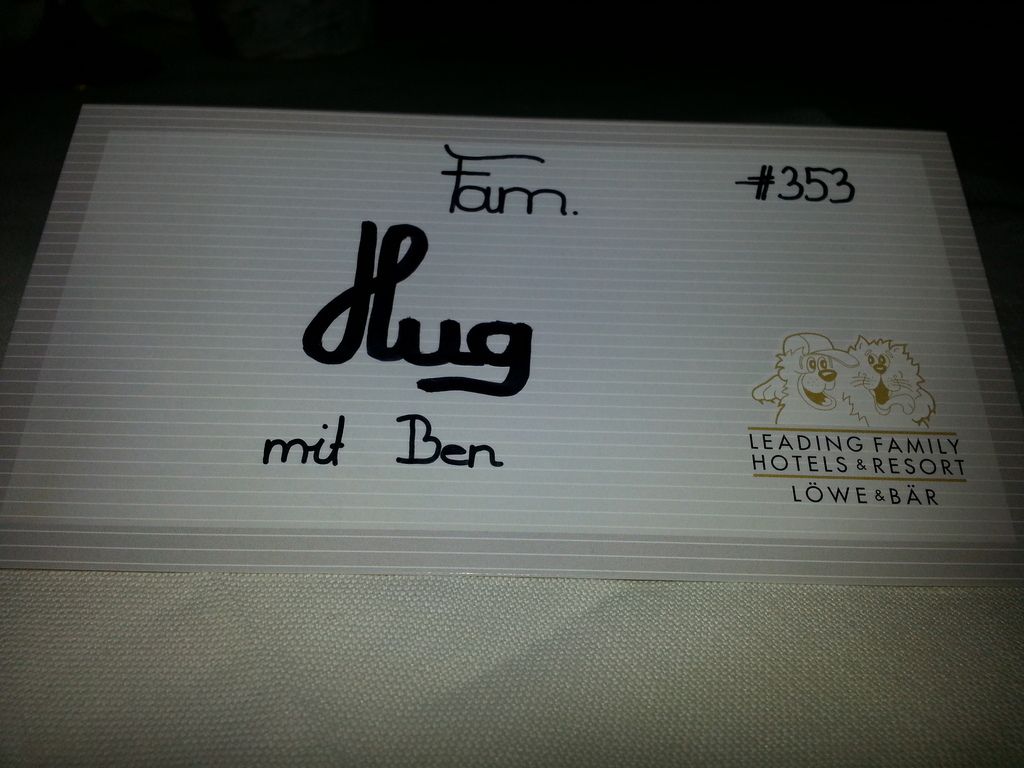 Fam.
#353
Hug
mit Ben
LEADING FAMILY
HOTELS & RESORT
LÖWE & BÄR